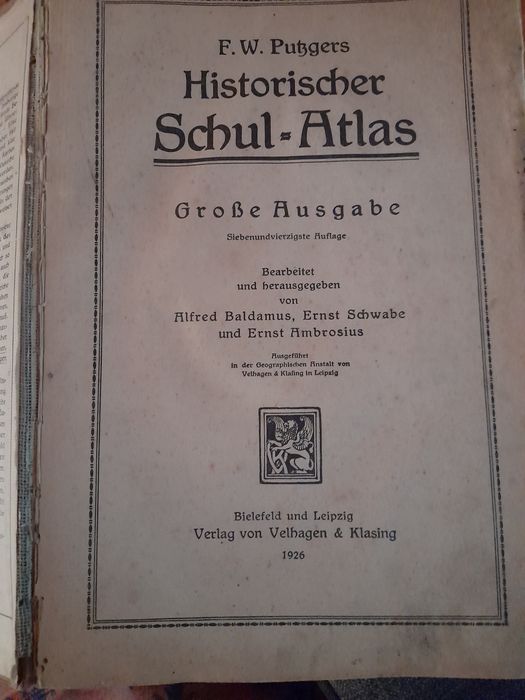 F. W. Putzgers
Historischer
Schul-Atlas
Große Ausgabe
Siebenundvierzigste Auflage
Bearbeitet
und herausgegeben
von
Alfred Baldamus, Ernst Schwabe
und Ernst Ambrosius
Ausgeführt
in der Geographischen Anstalt von
Velhagen & Klasing in Leipzig
Bielefeld und Leipzig
Verlag von Velhagen & Klasing
1926